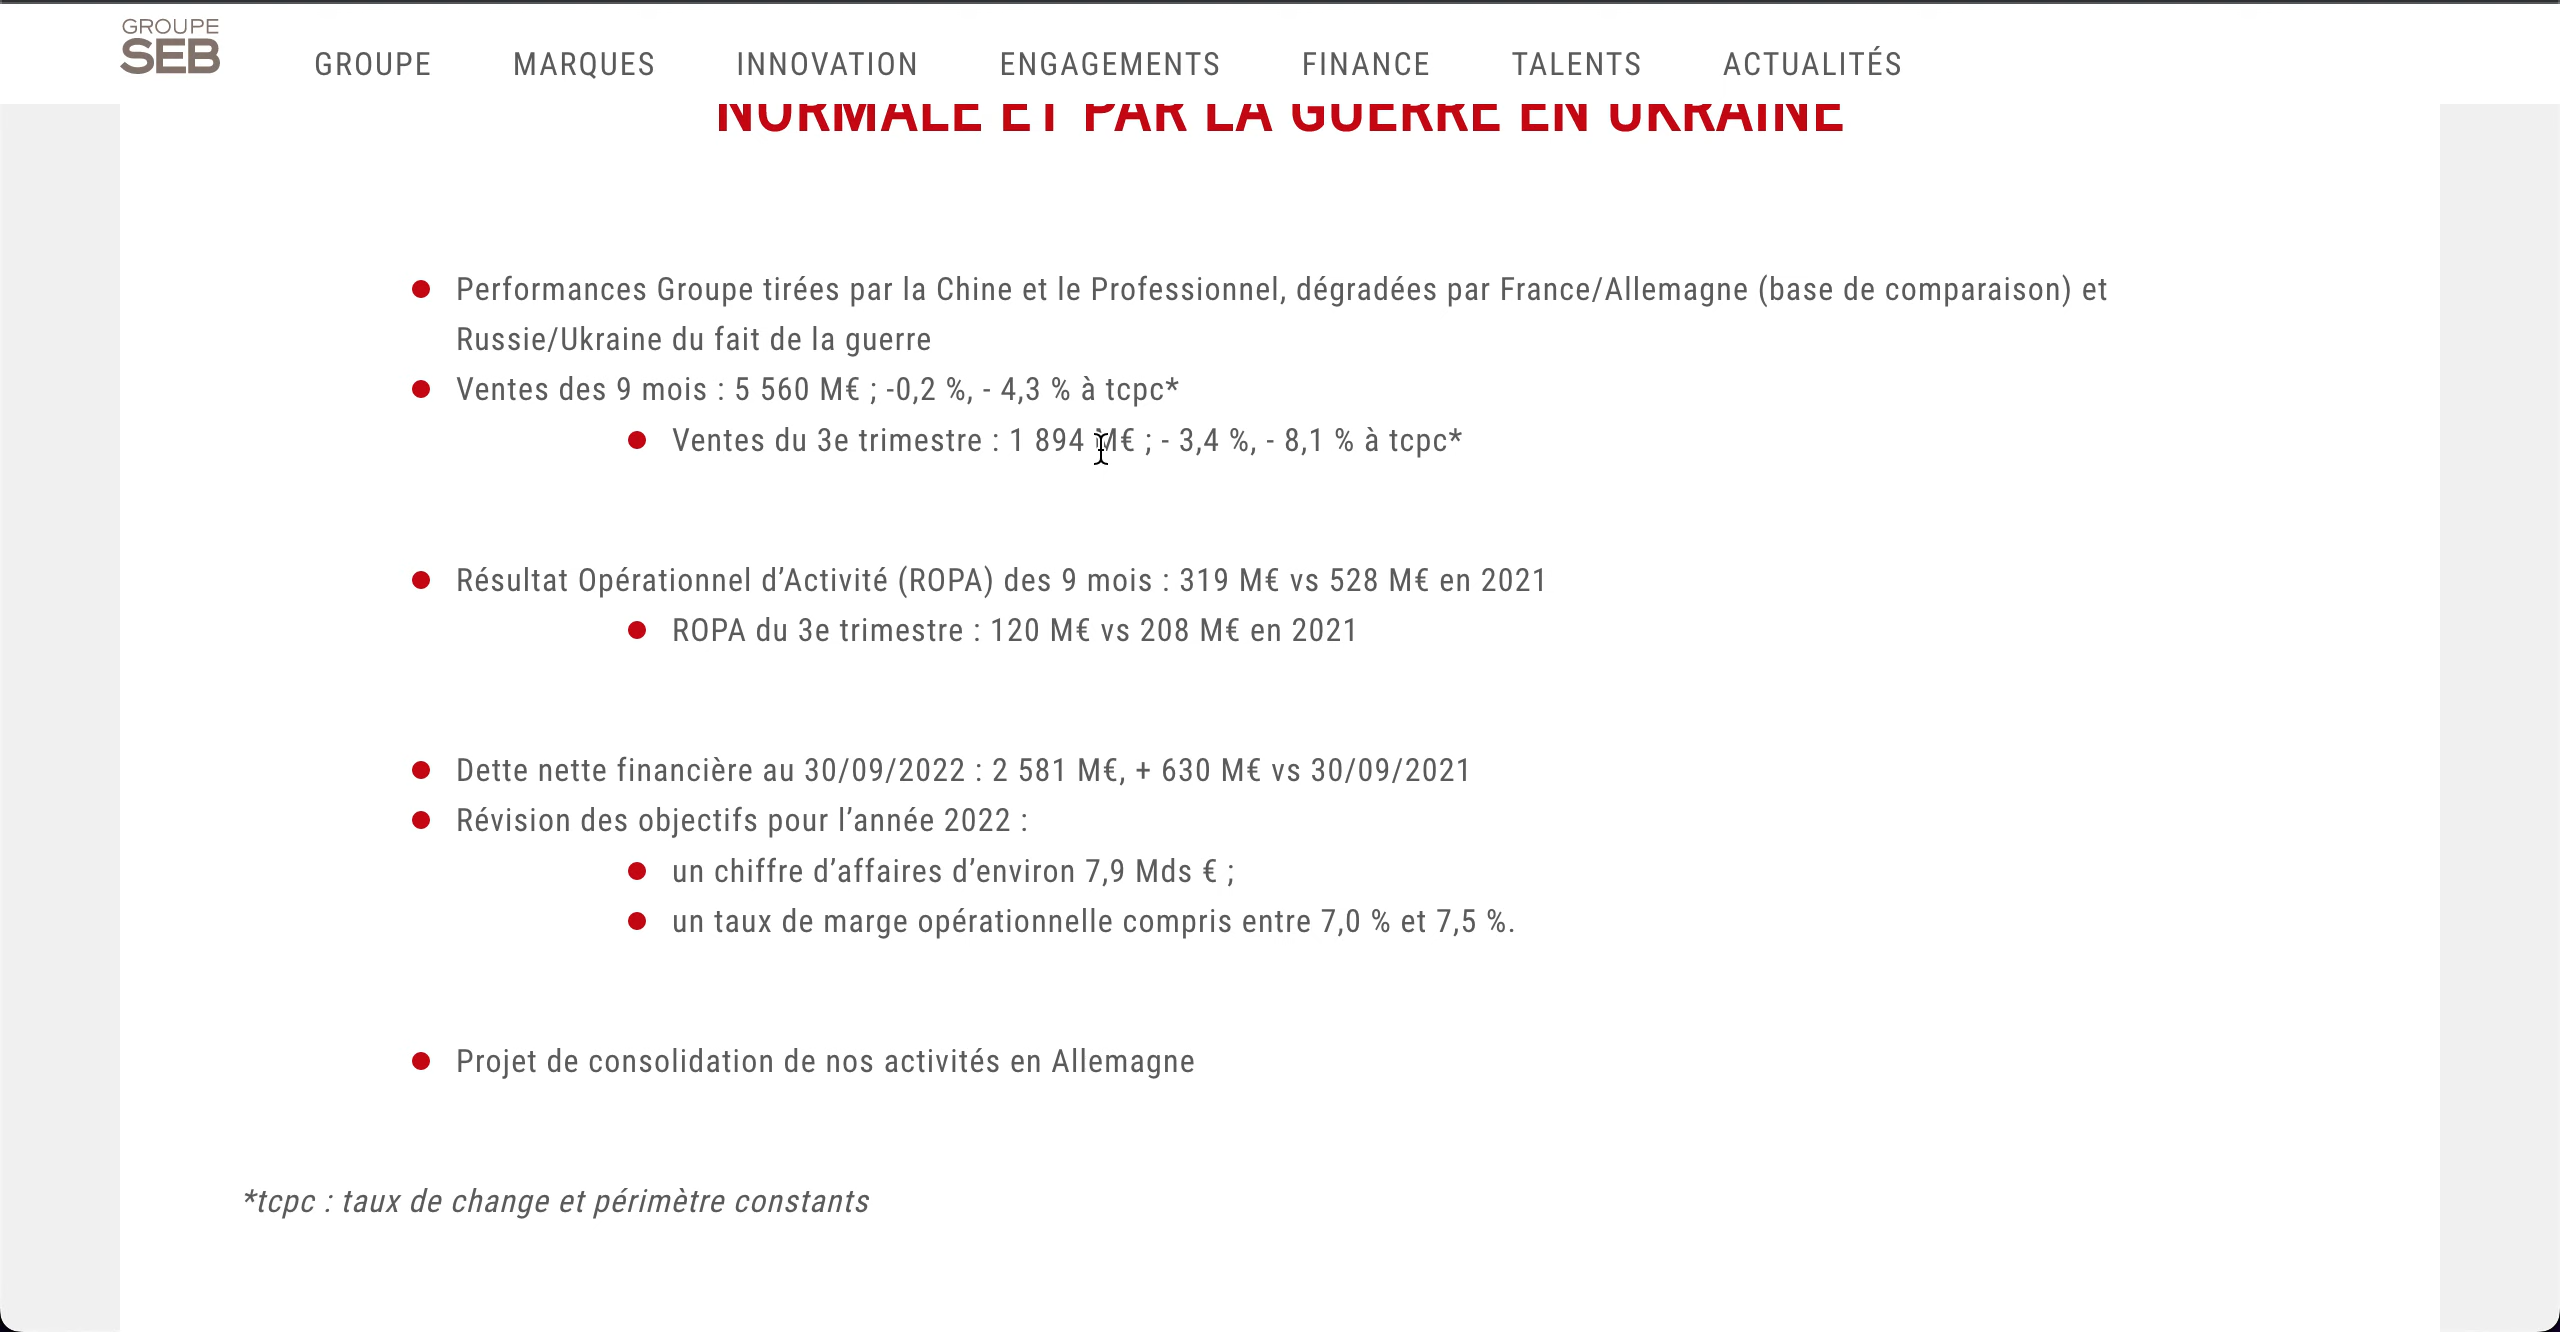 GROUPE
SEB
GROUPE MARQUES INNOVATION ENGAGEMENTS FINANCE TALENTS ACTUALITÉS
NORMALE ET PAR LA GUERRE EN UKRAINE
Performances Groupe tirées par la Chine et le Professionnel, dégradées par France/Allemagne (base de comparaison) et
Russie/Ukraine du fait de la guerre
Ventes des 9 mois : 5 560 M€ ; -0,2 %, - 4,3 % à tcpc*
Ventes du 3e trimestre : 1 894 M€ ; - 3,4 %, - 8,1 % à tcpc*
Résultat Opérationnel d’Activité (ROPA) des 9 mois : 319 M€ vs 528 M€ en 2021
ROPA du 3e trimestre : 120 M€ vs 208 M€ en 2021
Dette nette financière au 30/09/2022 : 2 581 M€, + 630 M€ vs 30/09/2021
Révision des objectifs pour l’année 2022 :
un chiffre d’affaires d’environ 7,9 Mds € ;
un taux de marge opérationnelle compris entre 7,0 % et 7,5 %.
Projet de consolidation de nos activités en Allemagne
*tcpc : taux de change et périmètre constants